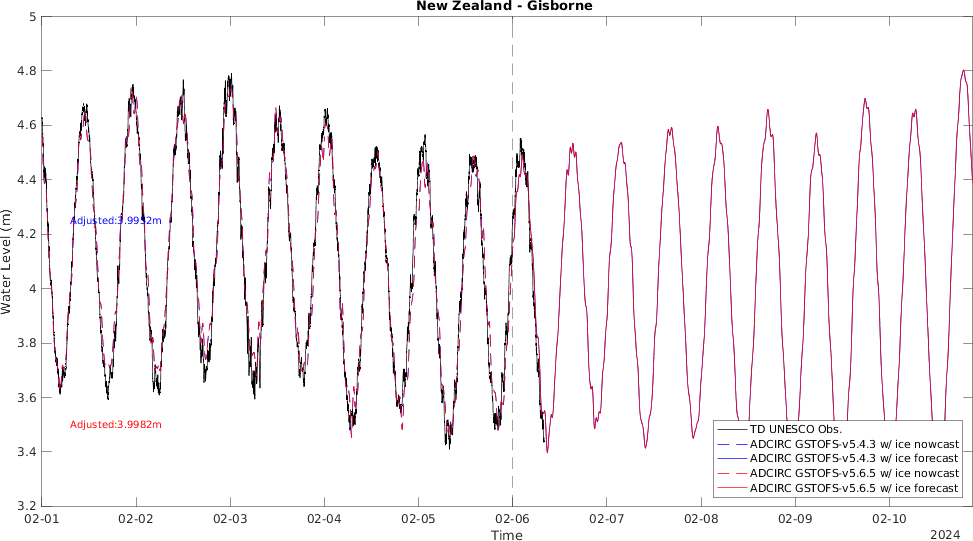 New Zealand - Gisborne
5
4.8
4.6
4.4
4.2
4
3.8
3.6
3.4
3.2
Water Level (m)
Adjusted:3.9932m
Adjusted:3.9982m
TD UNESCO Obs.
ADCIRC GSTOFS-v5.4.3 w/ ice nowcast
ADCIRC GSTOFS-v5.4.3 w/ ice forecast
ADCIRC GSTOFS-v5.6.5 w/ ice nowcast
ADCIRC GSTOFS-v5.6.5 w/ ice forecast
02-01 02-02 02-03 02-04 02-05 02-06 02-07 02-08 02-09 02-10
Time
2024